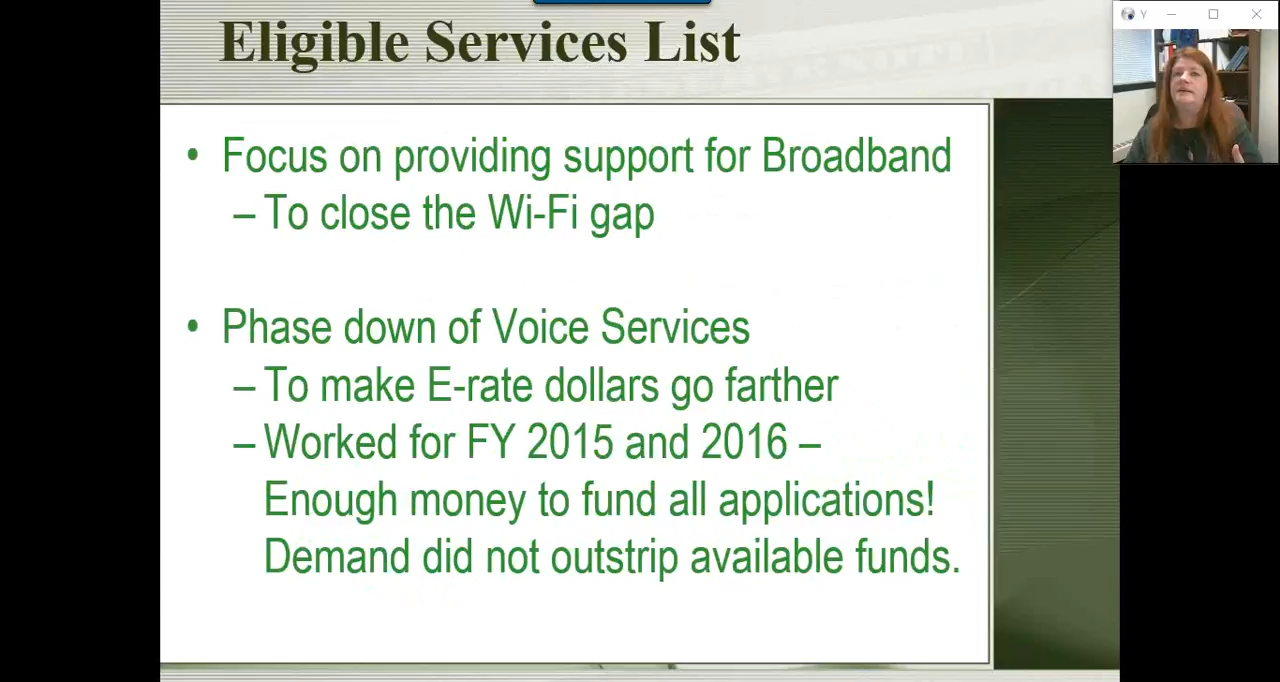 Eligible Services List
• Focus on providing support for Broadband
– To close the Wi-Fi gap
• Phase down of Voice Services
– To make E-rate dollars go farther
– Worked for FY 2015 and 2016 –
Enough money to fund all applications!
Demand did not outstrip available funds.